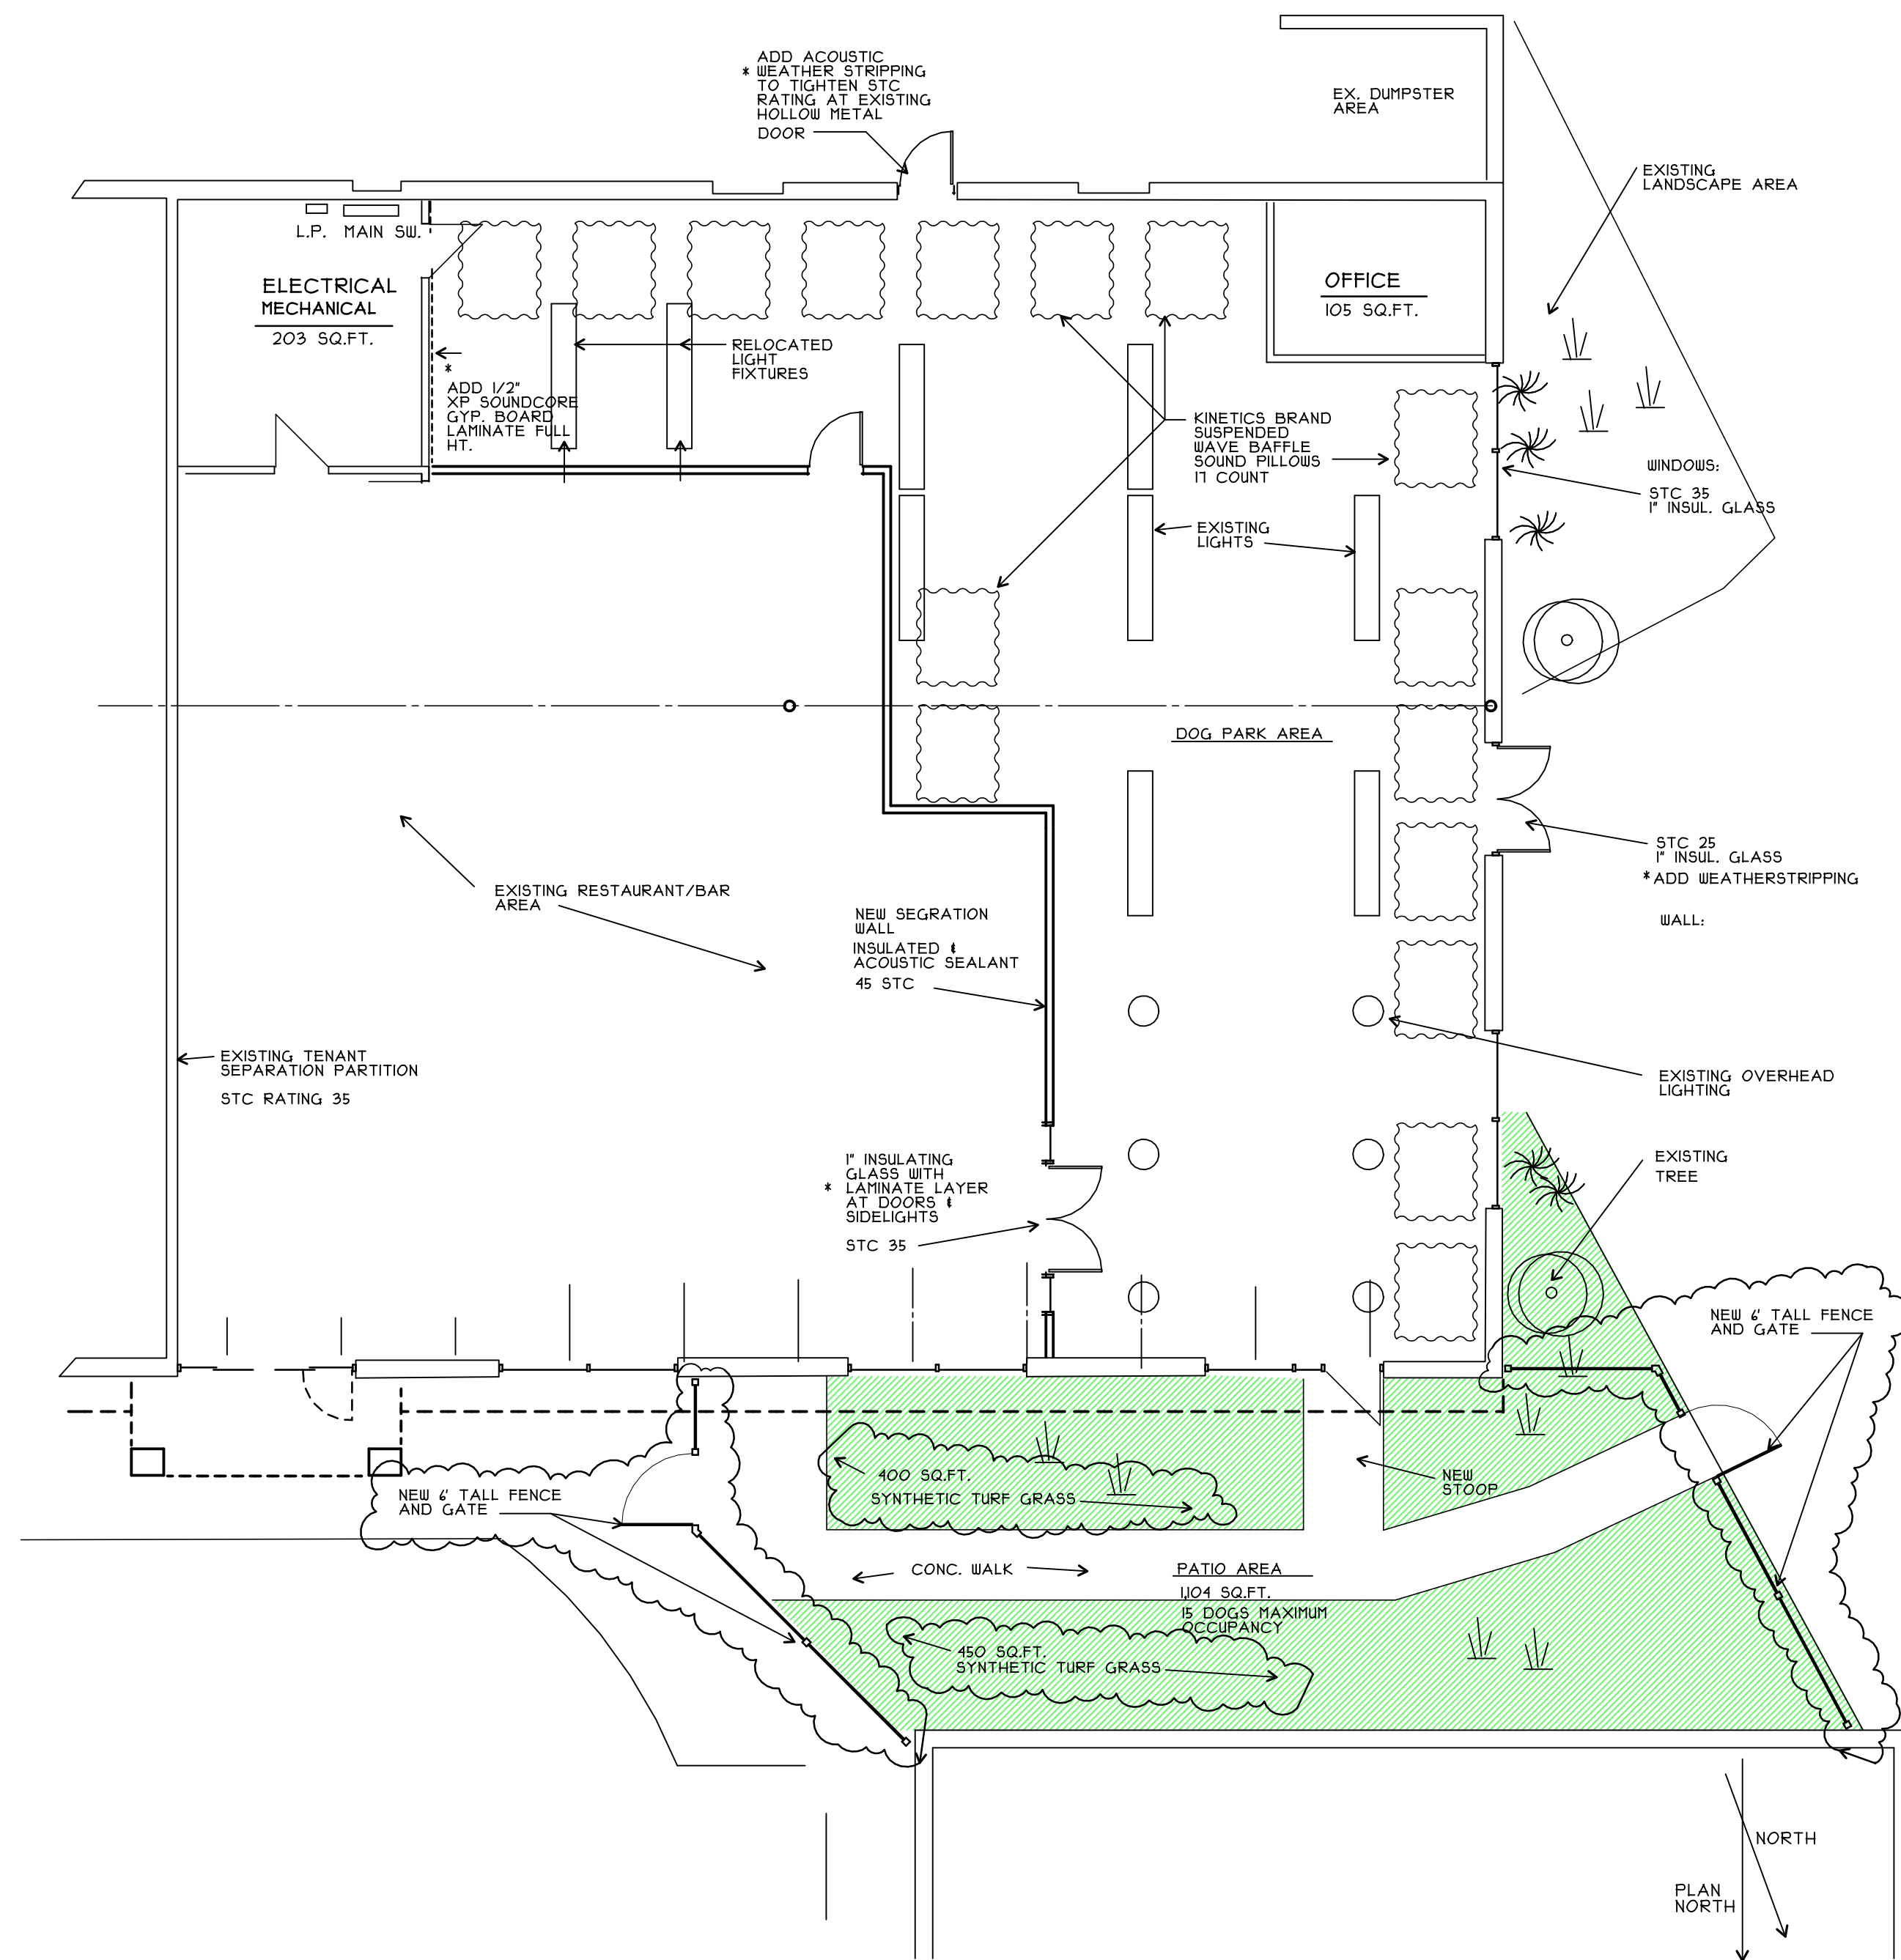 ADD ACOUSTIC
* WEATHER STRIPPING
TO TIGHTEN STC
RATING AT EXISTING
HOLLOW METAL
DOOR
EX. DUMPSTER
AREA
EXISTING
LANDSCAPE AREA
L.P. MAIN SW.
ELECTRICAL
MECHANICAL
203 SQ.FT.
OFFICE
105 SQ.FT.
RELOCATED
LIGHT
FIXTURES
*
ADD 1/2"
XP SOUNDCORE
GYP. BOARD
LAMINATE FULL
HT.
KINETICS BRAND
SUSPENDED
WAVE BAFFLE
SOUND PILLOWS
17 COUNT
WINDOWS:
STC 35
1" INSUL. GLASS
EXISTING
LIGHTS
DOG PARK AREA
STC 25
1" INSUL. GLASS
* ADD WEATHERSTRIPPING
WALL:
EXISTING RESTAURANT/BAR
AREA
NEW SEGRATION
WALL
INSULATED &
ACOUSTIC SEALANT
45 STC
EXISTING TENANT
SEPARATION PARTITION
STC RATING 35
EXISTING OVERHEAD
LIGHTING
1" INSULATING
GLASS WITH
* LAMINATE LAYER
AT DOORS &
SIDELIGHTS
STC 35
EXISTING
TREE
NEW 6' TALL FENCE
AND GATE
400 SQ.FT.
SYNTHETIC TURF GRASS
NEW
STOOP
NEW 6' TALL FENCE
AND GATE
CONC. WALK
PATIO AREA
1,104 SQ.FT.
15 DOGS MAXIMUM
OCCUPANCY
450 SQ.FT.
SYNTHETIC TURF GRASS
NORTH
PLAN
NORTH